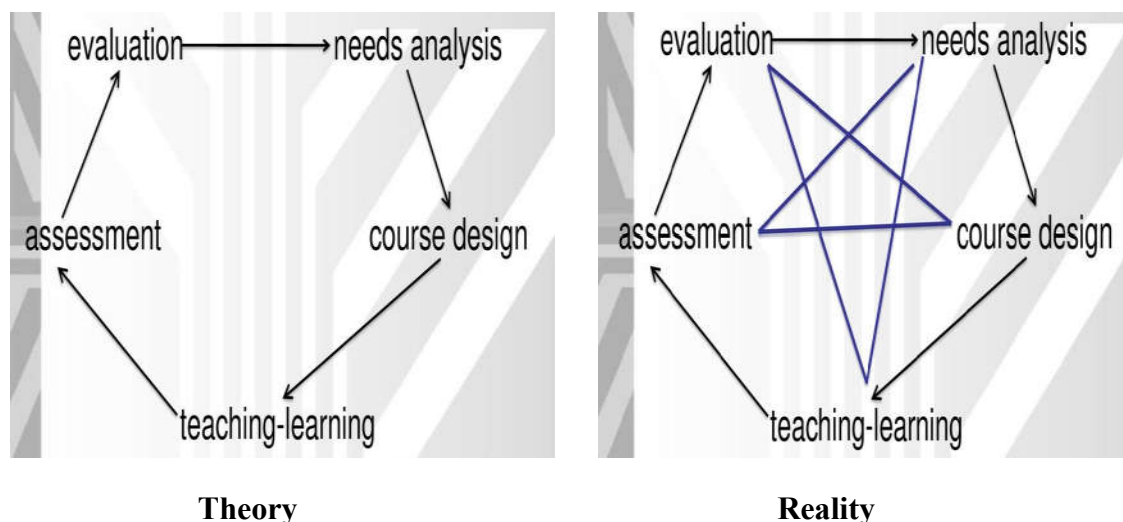 evaluation needs analysis
assessment course design
teaching-learning
Theory
evaluation needs analysis
assessment course design
teaching-learning
Reality